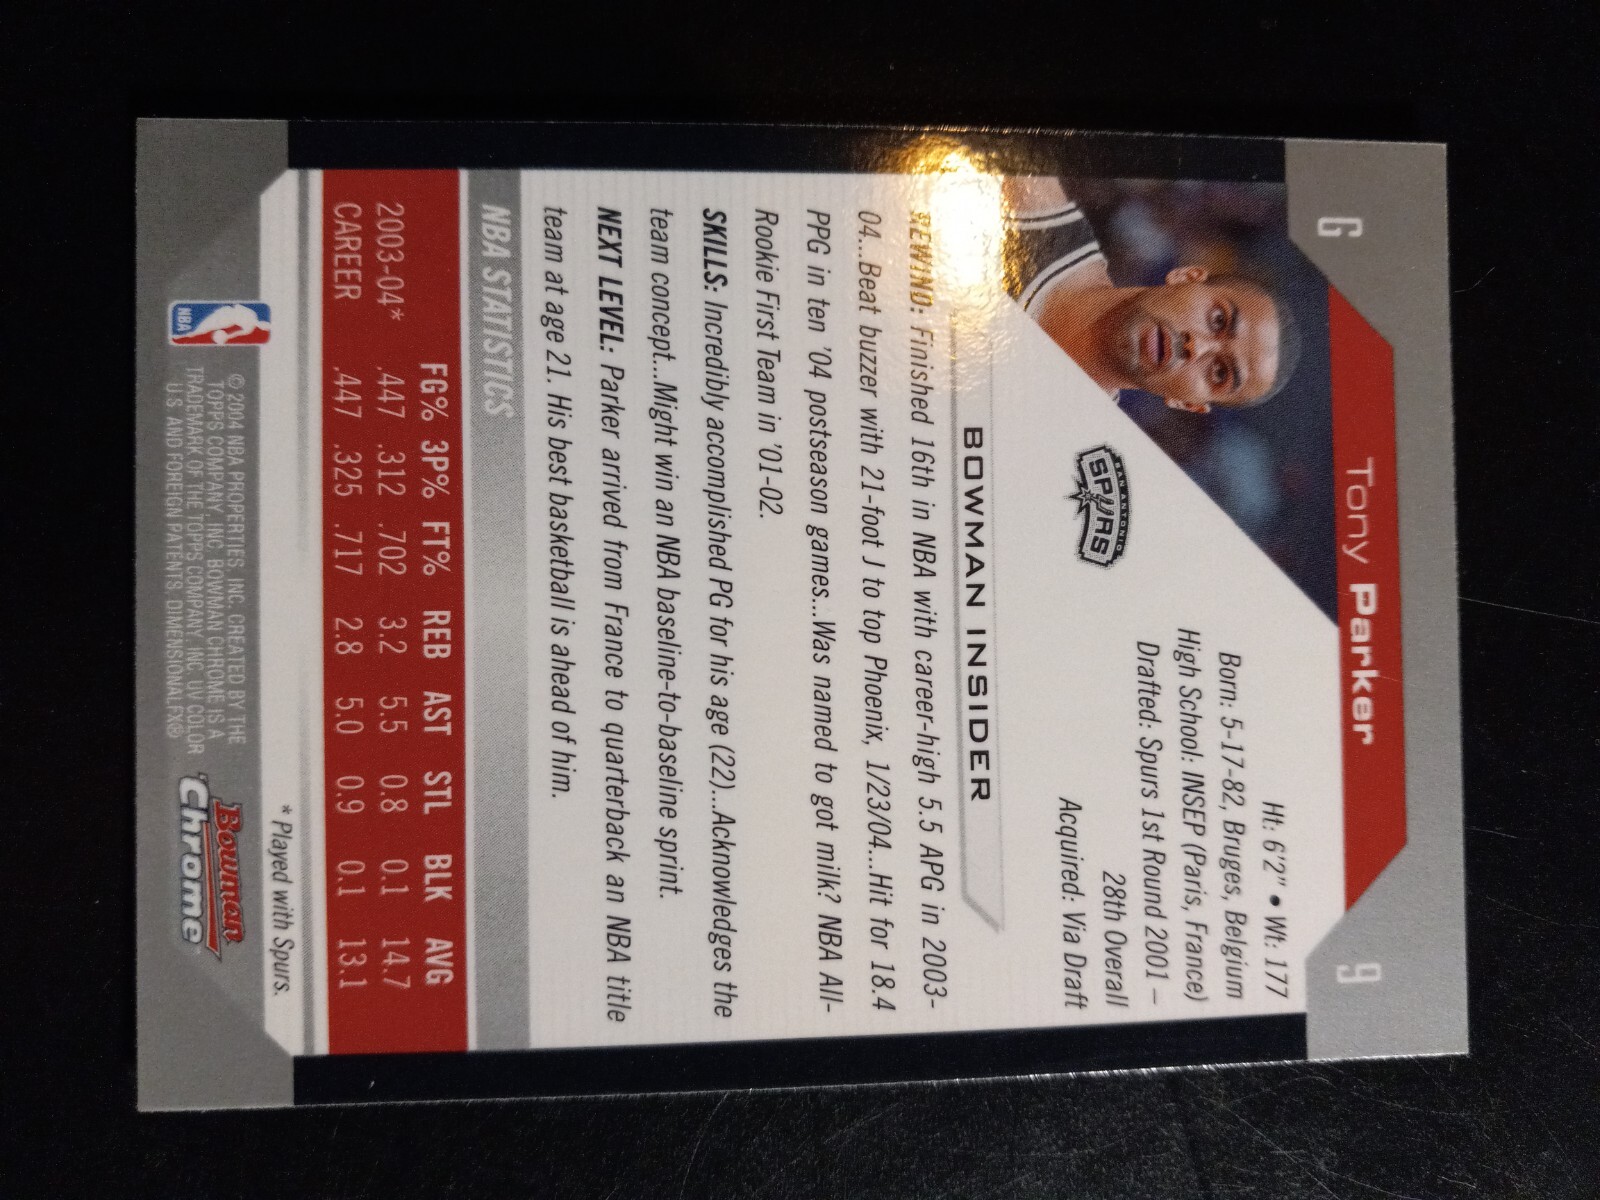 G
9
Tony Parker
Ht: 6'2" • Wt: 177
Born: 5-17-82, Bruges, Belgium
High School: INSEP (Paris, France)
Drafted: Spurs 1st Round 2001 –
28th Overall
Acquired: Via Draft
SAN ANTONIO
SPURS
BOWMAN INSIDER
REWIND: Finished 16th in NBA with career-high 5.5 APG in 2003-
04...Beat buzzer with 21-foot J to top Phoenix, 1/23/04...Hit for 18.4
PPG in ten '04 postseason games...Was named to got milk? NBA All-
Rookie First Team in '01-02.
SKILLS: Incredibly accomplished PG for his age (22)...Acknowledges the
team concept...Might win an NBA baseline-to-baseline sprint.
NEXT LEVEL: Parker arrived from France to quarterback an NBA title
team at age 21. His best basketball is ahead of him.
NBA STATISTICS
FG% 3P% FT% REB AST STL BLK AVG
2003-04* .447 .312 .702 3.2 5.5 0.8 0.1 14.7
CAREER .447 .325 .717 2.8 5.0 0.9 0.1 13.1
* Played with Spurs.
NBA
© 2004 NBA PROPERTIES, INC. CREATED BY THE
TOPPS COMPANY, INC. BOWMAN CHROME IS A
TRADEMARK OF THE TOPPS COMPANY, INC. UV COLOR
U.S. AND FOREIGN PATENTS. DIMENSIONAL FX®
Bowman
Chrome